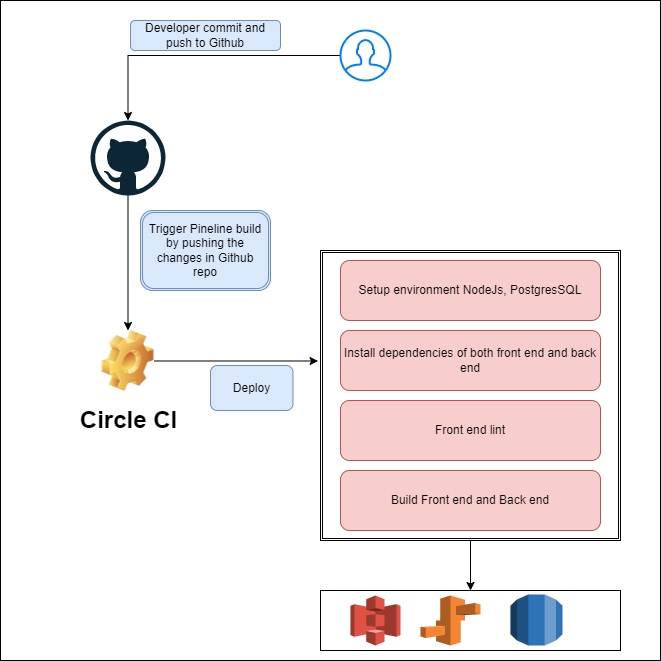 Developer commit and
push to Github
Trigger Pineline build
by pushing the
changes in Github
repo
Setup environment NodeJs, PostgresSQL
Install dependencies of both front end and back
end
Deploy
Circle CI
Front end lint
Build Front end and Back end